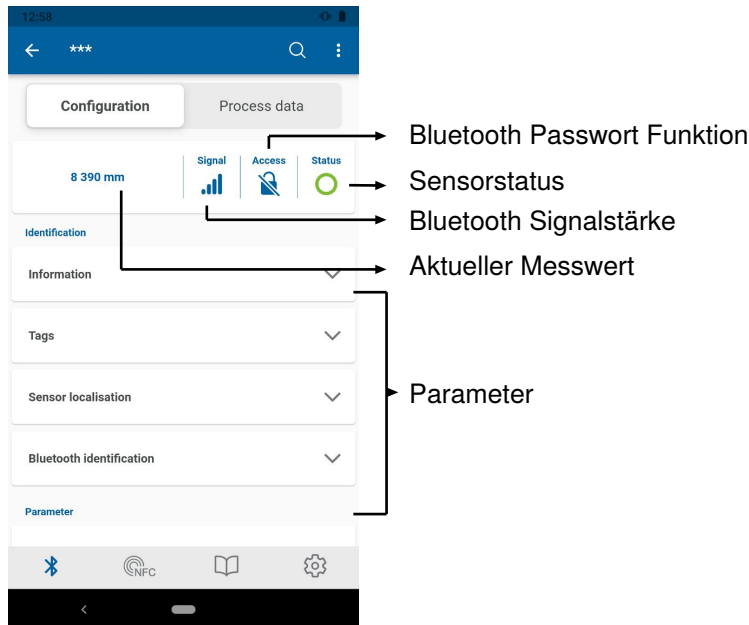 12:58
***
Configuration
Process data
8 390 mm
Signal
Access
Status
Identification
Information
Tags
Sensor localisation
Bluetooth identification
Parameter
NFC
Bluetooth Passwort Funktion
Sensorstatus
Bluetooth Signalstärke
Aktueller Messwert
Parameter